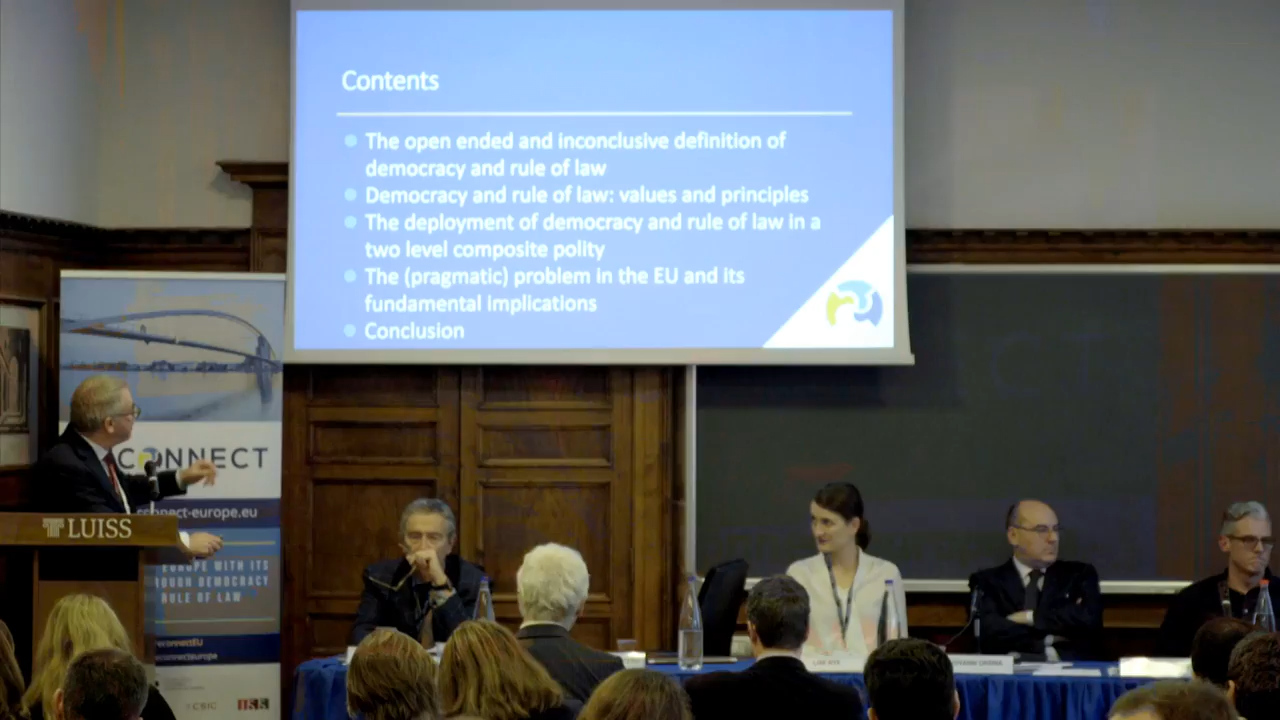 Contents
The open ended and inconclusive definition of
democracy and rule of law
Democracy and rule of law: values and principles
The deployment of democracy and rule of law in a
two level composite polity
The (pragmatic) problem in the EU and its
fundamental implications
Conclusion
CONNECT
connect-europe.eu
LUISS
EUROPE WITH ITS
THROUGH DEMOCRACY
RULE OF LAW